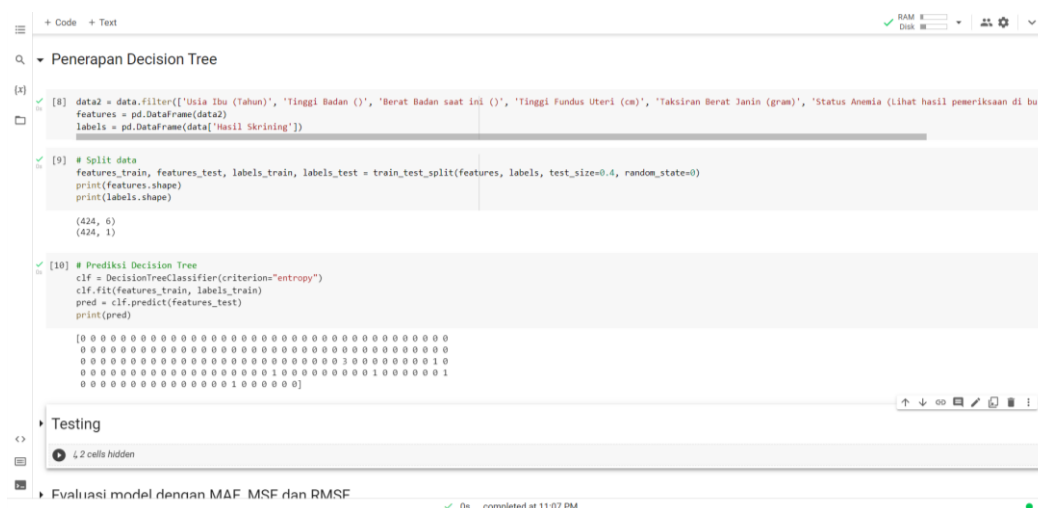 + Code + Text
RAM
Disk
Penerapan Decision Tree
{x}
[8] data2 = data.filter(['Usia Ibu (Tahun)', 'Tinggi Badan ()', 'Berat Badan saat ini ()', 'Tinggi Fundus Uteri (cm)', 'Taksiran Berat Janin (gram)', 'Status Anemia (Lihat hasil pemeriksaan di bu
features = pd.DataFrame(data2)
labels = pd.DataFrame(data['Hasil Skrining'])
0s
[9] # Split data
features_train, features_test, labels_train, labels_test = train_test_split(features, labels, test_size=0.4, random_state=0)
print(features.shape)
print(labels.shape)
0s
(424, 6)
(424, 1)
[10] # Prediksi Decision Tree
clf = DecisionTreeClassifier(criterion="entropy")
clf.fit(features_train, labels_train)
pred = clf.predict(features_test)
print(pred)
0s
[0 0 0 0 0 0 0 0 0 0 0 0 0 0 0 0 0 0 0 0 0 0 0 0 0 0 0 0 0 0 0 0 0 0 0 0 0
0 0 0 0 0 0 0 0 0 0 0 0 0 0 0 0 0 0 0 0 0 0 0 0 0 0 0 0 0 0 0 0 0 0 0 0 0
0 0 0 0 0 0 0 0 0 0 0 0 0 0 0 0 0 0 0 0 0 0 0 0 0 0 3 0 0 0 0 0 0 0 0 1 0
0 0 0 0 0 0 0 0 0 0 0 0 0 0 0 0 0 0 0 1 0 0 0 0 0 0 0 0 0 1 0 0 0 0 0 0 1
0 0 0 0 0 0 0 0 0 0 0 0 0 0 0 1 0 0 0 0 0 0]
Testing
↳ 2 cells hidden
Evaluasi model dengan MAE, MSE dan RMSE
0s completed at 11:07 PM